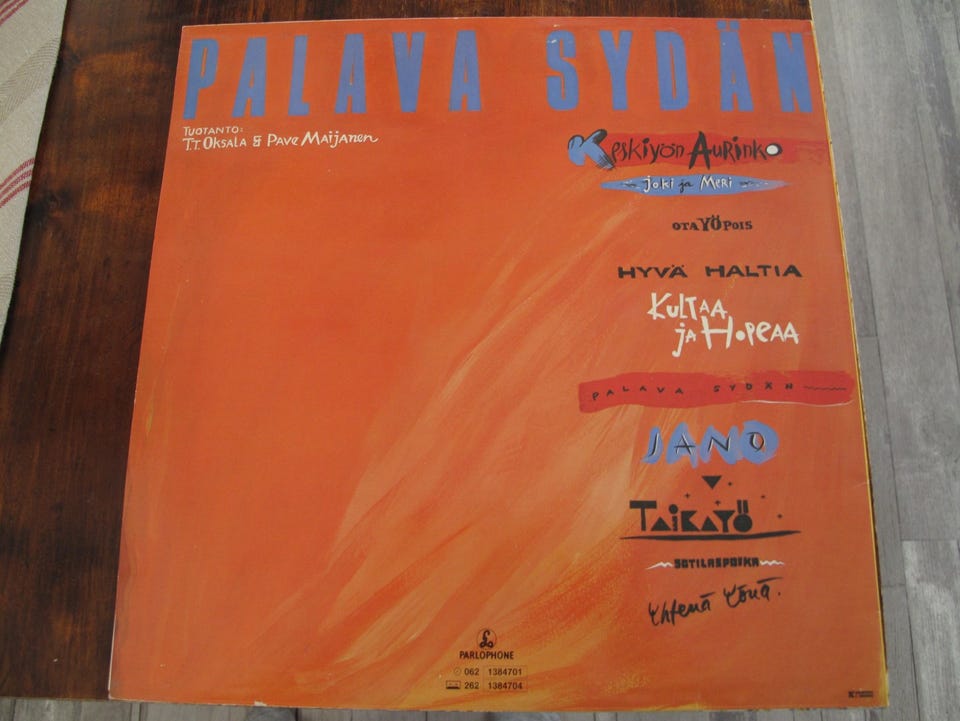 PALAVA SYDÄN
TUOTANTO:
T.T. OKSALA & PAVE MAIJANEN
KESKIYÖN AURINKO
JOKI ja MERI
OTA YÖ POIS
HYVÄ HALTIA
KULTAA
JA HOPEAA
PALAVA SYDÄN
JANO
TAIKAYÖ
SOTILASPOIKA
Yhtenä Yönä.
PARLOPHONE
062 1384701
262 1384704